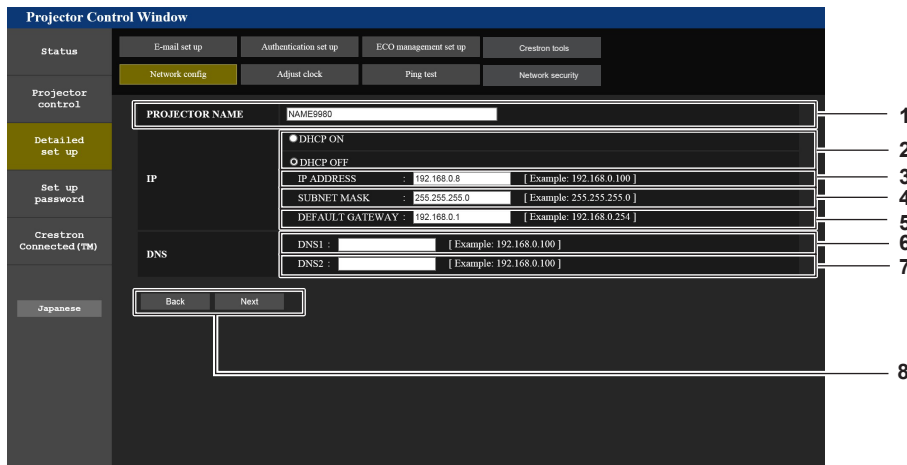 Projector Control Window
Status
Projector
control
Detailed
set up
Set up
password
Crestron
Connected(TM)
Japanese
E-mail set up
Authentication set up
ECO management set up
Crestron tools
Network config
Adjust clock
Ping test
Network security
PROJECTOR NAME NAME9980
IP
DHCP ON
DHCP OFF
IP ADDRESS : 192.168.0.8 [ Example: 192.168.0.100 ]
SUBNET MASK : 255.255.255.0 [ Example: 255.255.255.0 ]
DEFAULT GATEWAY : 192.168.0.1 [ Example: 192.168.0.254 ]
DNS
DNS1 : [ Example: 192.168.0.100 ]
DNS2 : [ Example: 192.168.0.100 ]
Back Next
1
2
3
4
5
6
7
8